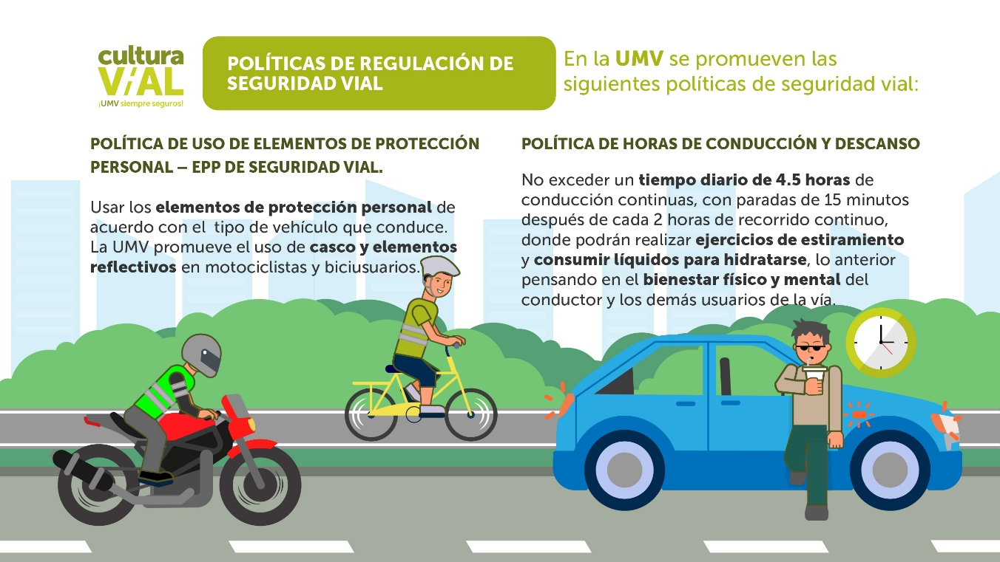 cultura
VIAL
¡UMV siempre seguros!
POLÍTICAS DE REGULACIÓN DE
SEGURIDAD VIAL
En la UMV se promueven las
siguientes políticas de seguridad vial:
POLÍTICA DE USO DE ELEMENTOS DE PROTECCIÓN
PERSONAL – EPP DE SEGURIDAD VIAL.
Usar los elementos de protección personal de
acuerdo con el tipo de vehículo que conduce.
La UMV promueve el uso de casco y elementos
reflectivos en motociclistas y biciusuarios.
POLÍTICA DE HORAS DE CONDUCCIÓN Y DESCANSO
No exceder un tiempo diario de 4.5 horas de
conducción continuas, con paradas de 15 minutos
después de cada 2 horas de recorrido continuo,
donde podrán realizar ejercicios de estiramiento
y consumir líquidos para hidratarse, lo anterior
pensando en el bienestar físico y mental del
conductor y los demás usuarios de la vía.